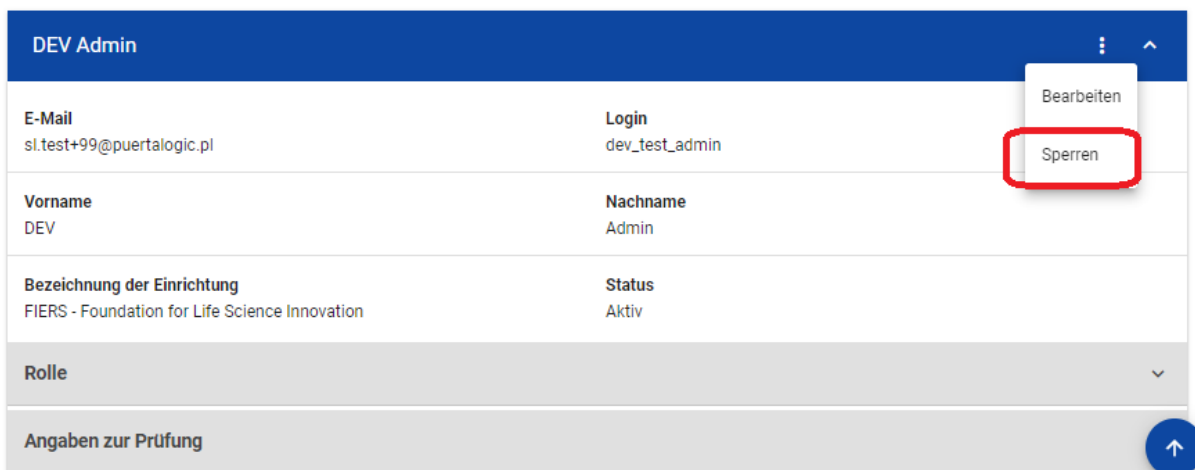 DEV Admin
Bearbeiten
Sperren
E-Mail
sl.test+99@puertalogic.pl
Login
dev_test_admin
Vorname
DEV
Nachname
Admin
Bezeichnung der Einrichtung
FIERS - Foundation for Life Science Innovation
Status
Aktiv
Rolle
Angaben zur Prüfung